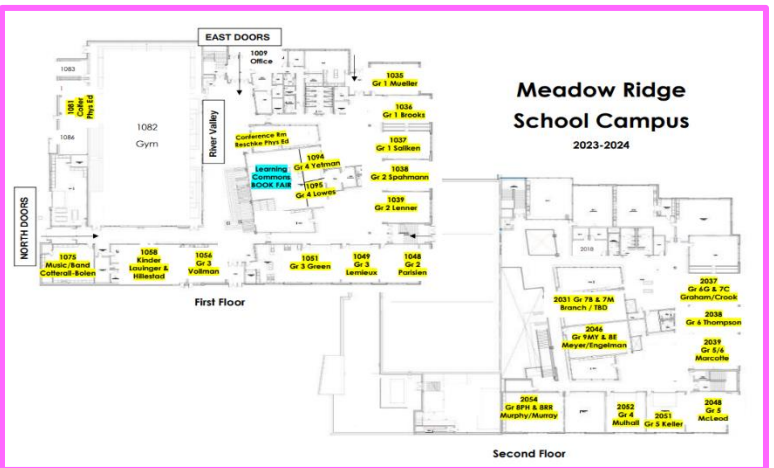 EAST DOORS
1009
Office
1083
1081
Cofer
Phys Ed
1086
1082
Gym
River Valley
NORTH DOORS
1035
Gr 1 Mueller
1036
Gr 1 Brooks
1037
Gr 1 Saliken
1038
Gr 2 Spahmann
1039
Gr 2 Lenner
Conference Rm
Reschke Phys Ed
Learning
Commons
BOOK FAIR
1094
Gr 4 Yetman
1095
Gr 4 Lowes
1075
Music/Band
Cotterall-Bolen
1058
Kinder
Lauinger &
Hillestad
1056
Gr 3
Vollman
1051
Gr 3 Green
1049
Gr 3
Lemieux
1048
Gr 2
Parisien
First Floor
Meadow Ridge
School Campus
2023-2024
2018
2031 Gr 7B & 7M
Branch / TBD
2046
Gr 9MY & 8E
Meyer/Engelman
2037
Gr 6G & 7C
Graham/Crook
2038
Gr 6 Thompson
2039
Gr 5/6
Marcotte
2054
Gr 8PH & 8RR
Murphy/Murray
2052
Gr 4
Mulhall
2051
Gr 5 Keller
2048
Gr 5
McLeod
Second Floor